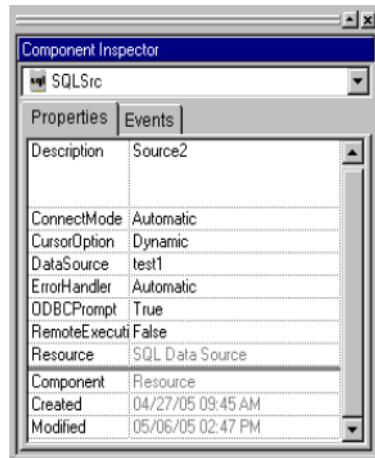 Component Inspector
sql SQLSrc
Properties Events
Description Source2
ConnectMode Automatic
CursorOption Dynamic
DataSource test1
ErrorHandler Automatic
ODBCPrompt True
RemoteExecuti False
Resource SQL Data Source
Component Resource
Created 04/27/05 09:45 AM
Modified 05/06/05 02:47 PM